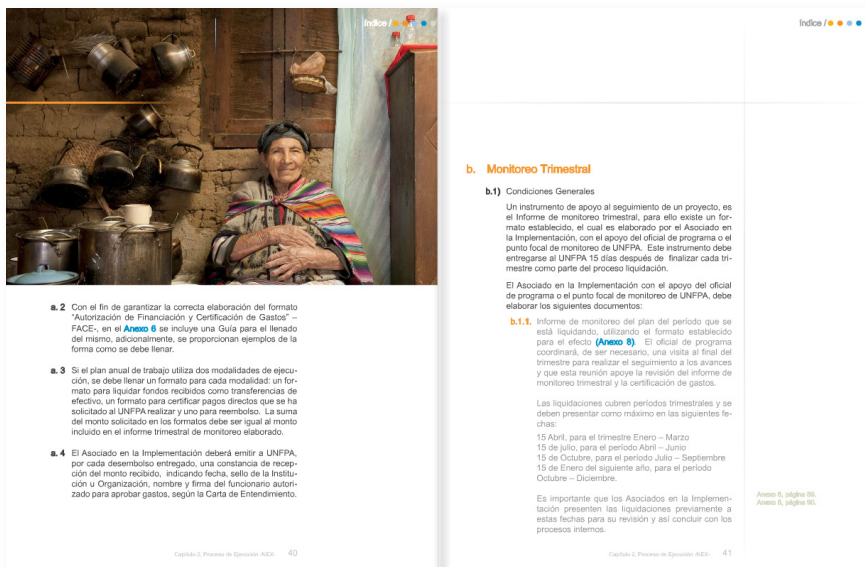 Índice /
a. 2 Con el fin de garantizar la correcta elaboración del formato
"Autorización de Financiación y Certificación de Gastos" –
FACE-, en el Anexo 6 se incluye una Guía para el llenado
del mismo, adicionalmente, se proporcionan ejemplos de la
forma como se debe llenar.
a. 3 Si el plan anual de trabajo utiliza dos modalidades de ejecu-
ción, se debe llenar un formato para cada modalidad: un for-
mato para liquidar fondos recibidos como transferencias de
efectivo, un formato para certificar pagos directos que se ha
solicitado al UNFPA realizar y uno para reembolso. La suma
del monto solicitado en los formatos debe ser igual al monto
incluido en el informe trimestral de monitoreo elaborado.
a. 4 El Asociado en la Implementación deberá emitir a UNFPA,
por cada desembolso entregado, una constancia de recep-
ción del monto recibido, indicando fecha, sello de la Institu-
ción u Organización, nombre y firma del funcionario autori-
zado para aprobar gastos, según la Carta de Entendimiento.
Capítulo 2, Proceso de Ejecución -NEX- 40
Índice /
b. Monitoreo Trimestral
b.1) Condiciones Generales
Un instrumento de apoyo al seguimiento de un proyecto, es
el Informe de monitoreo trimestral, para ello existe un for-
mato establecido, el cual es elaborado por el Asociado en
la Implementación, con el apoyo del oficial de programa o el
punto focal de monitoreo de UNFPA. Este instrumento debe
entregarse al UNFPA 15 días después de finalizar cada tri-
mestre como parte del proceso liquidación.
El Asociado en la Implementación con el apoyo del oficial
de programa o el punto focal de monitoreo de UNFPA, debe
elaborar los siguientes documentos:
b.1.1. Informe de monitoreo del plan del período que se
está liquidando, utilizando el formato establecido
para el efecto (Anexo 8). El oficial de programa
coordinará, de ser necesario, una visita al final del
trimestre para realizar el seguimiento a los avances
y que esta reunión apoye la revisión del informe de
monitoreo trimestral y la certificación de gastos.
Las liquidaciones cubren períodos trimestrales y se
deben presentar como máximo en las siguientes fe-
chas:
15 Abril, para el trimestre Enero – Marzo
15 de julio, para el período Abril – Junio
15 de Octubre, para el período Julio – Septiembre
15 de Enero del siguiente año, para el período
Octubre – Diciembre.
Es importante que los Asociados en la Implemen-
tación presenten las liquidaciones previamente a
estas fechas para su revisión y así concluir con los
procesos internos.
Anexo 6, página 89.
Anexo 8, página 90.
Capítulo 2, Proceso de Ejecución -NEX- 41